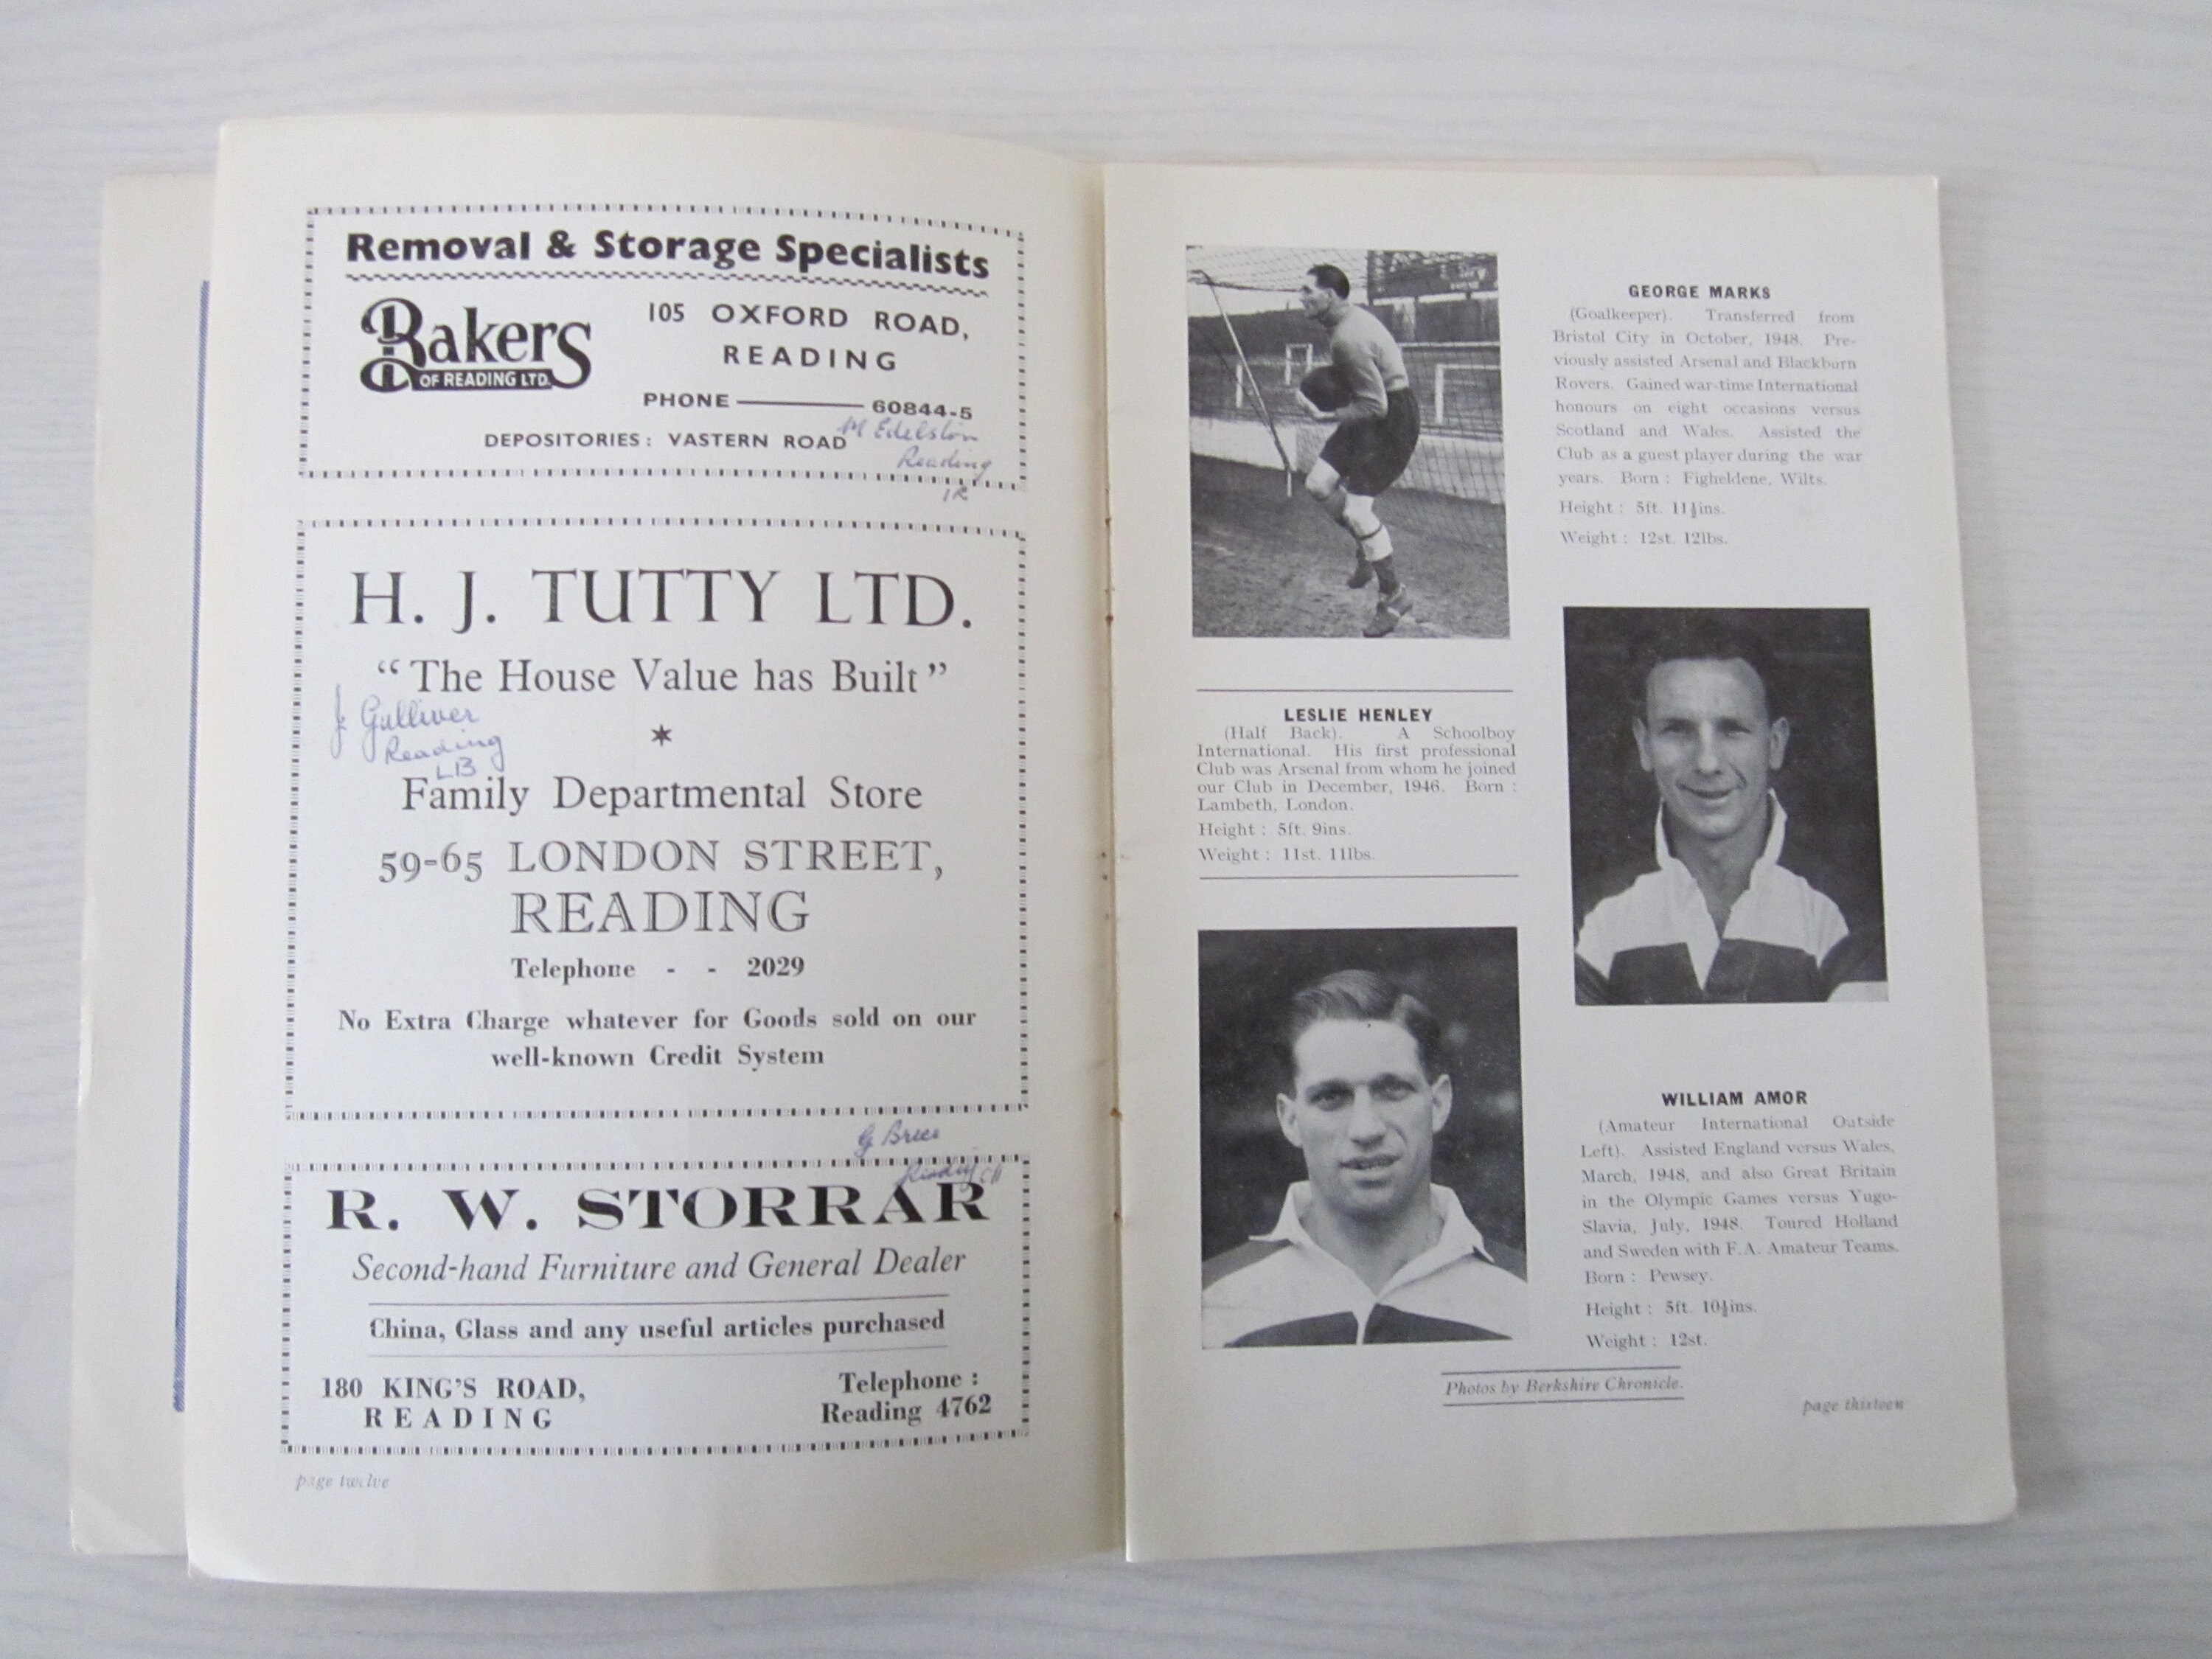 Removal & Storage Specialists
Bakers
OF READING LTD.
105 OXFORD ROAD,
READING
PHONE 60844-5
DEPOSITORIES: VASTERN ROAD
M Edelston
Reading
IR
H. J. TUTTY LTD.
"The House Value has Built"
J. Gulliver
Reading
LB
Family Departmental Store
59-65 LONDON STREET,
READING
Telephone - - 2029
No Extra Charge whatever for Goods sold on our
well-known Credit System
G Brice
CH
R. W. STORRAR
Second-hand Furniture and General Dealer
China, Glass and any useful articles purchased
180 KING'S ROAD,
READING
Telephone :
Reading 4762
page twelve
GEORGE MARKS
(Goalkeeper). Transferred from
Bristol City in October, 1948. Pre-
viously assisted Arsenal and Blackburn
Rovers. Gained war-time International
honours on eight occasions versus
Scotland and Wales. Assisted the
Club as a guest player during the war
years. Born : Figheldene, Wilts.
Height : 5ft. 11½ins.
Weight : 12st. 12lbs.
LESLIE HENLEY
(Half Back). A Schoolboy
International. His first professional
Club was Arsenal from whom he joined
our Club in December, 1946. Born :
Lambeth, London.
Height : 5ft. 9ins.
Weight : 11st. 11lbs.
WILLIAM AMOR
(Amateur International Outside
Left). Assisted England versus Wales,
March, 1948, and also Great Britain
in the Olympic Games versus Yugo-
Slavia, July, 1948. Toured Holland
and Sweden with F.A. Amateur Teams.
Born : Pewsey.
Height : 5ft. 10½ins.
Weight : 12st.
Photos by Berkshire Chronicle.
page thirteen